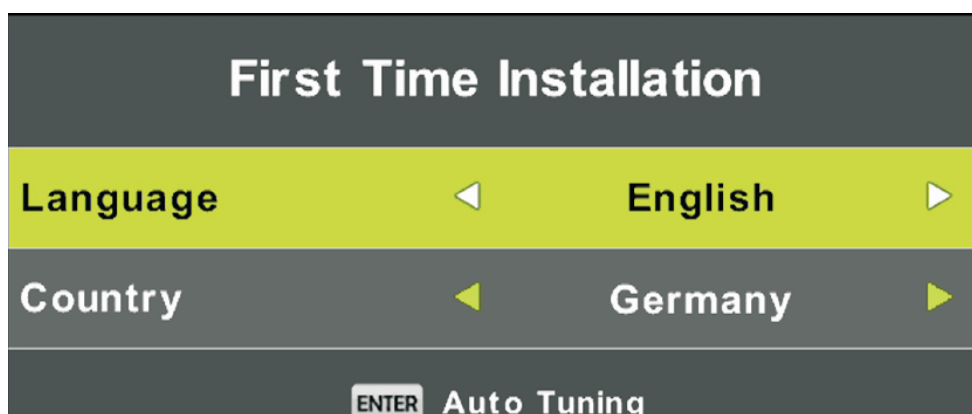 First Time Installation
Language English
Country Germany
ENTER Auto Tuning